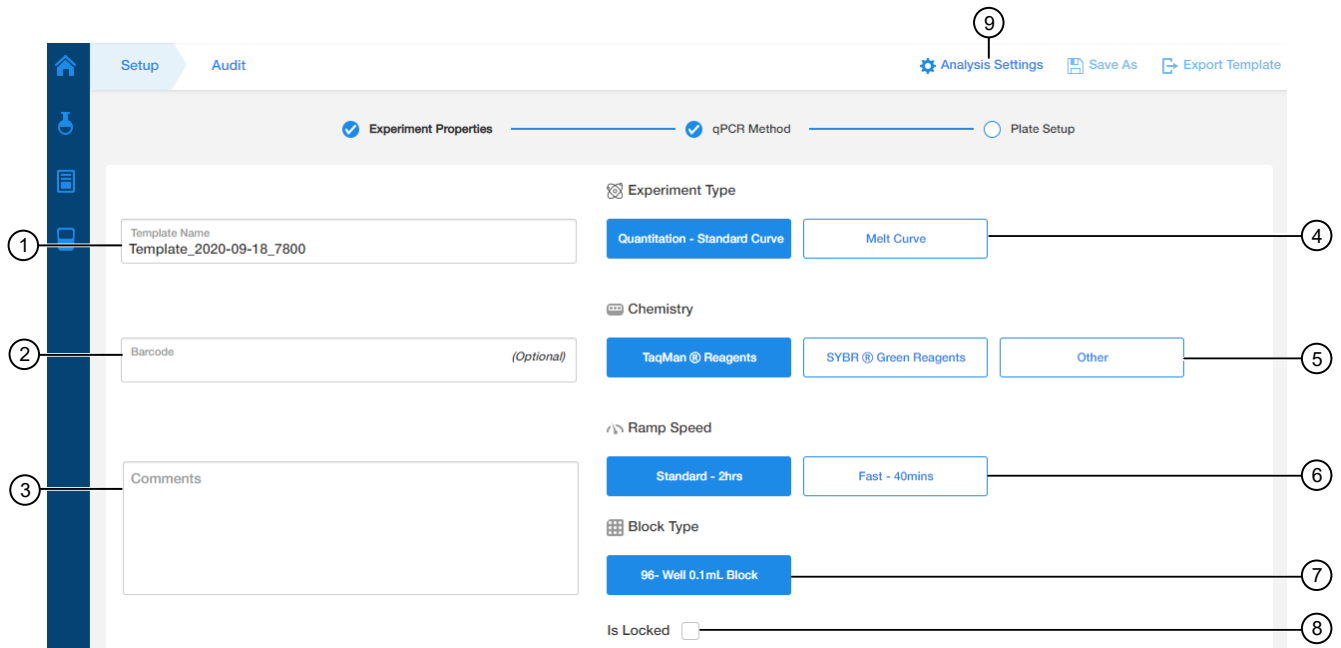 9
Setup Audit Analysis Settings Save As Export Template
Experiment Properties qPCR Method Plate Setup
Experiment Type
1 Template Name
Template_2020-09-18_7800
Quantitation - Standard Curve Melt Curve 4
Chemistry
2 Barcode (Optional)
TaqMan ® Reagents SYBR ® Green Reagents Other 5
Ramp Speed
3 Comments
Standard - 2hrs Fast - 40mins 6
Block Type
96- Well 0.1mL Block 7
Is Locked 8